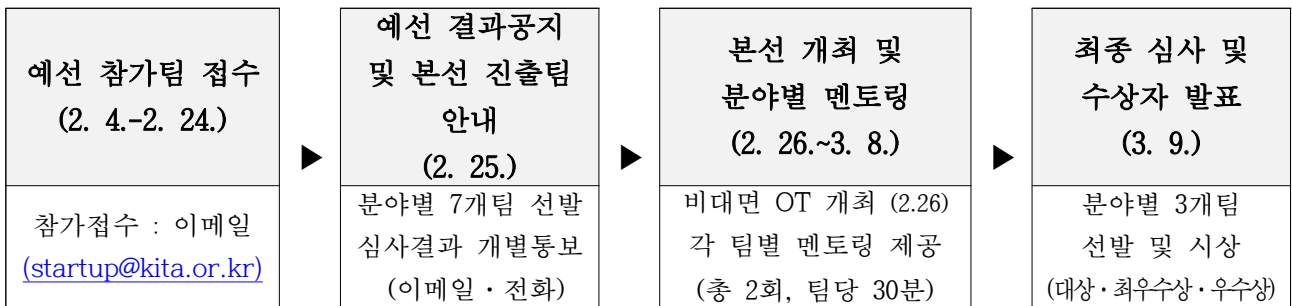 예선 참가팀 접수
(2. 4.-2. 24.)
참가접수 : 이메일
(startup@kita.or.kr)
▶
예선 결과공지
및 본선 진출팀
안내
(2. 25.)
분야별 7개팀 선발
심사결과 개별통보
(이메일・전화)
▶
본선 개최 및
분야별 멘토링
(2. 26.~3. 8.)
비대면 OT 개최 (2.26)
각 팀별 멘토링 제공
(총 2회, 팀당 30분)
▶
최종 심사 및
수상자 발표
(3. 9.)
분야별 3개팀
선발 및 시상
(대상・최우수상・우수상)